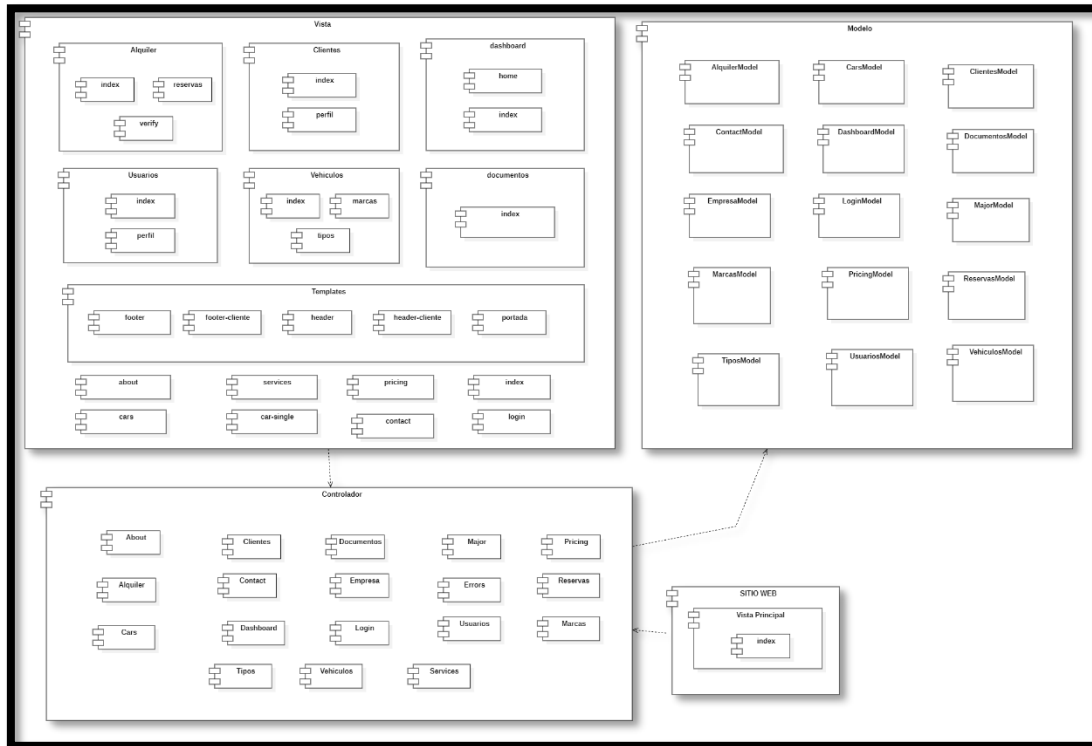 Vista
Alquiler
index
reservas
verify
Clientes
index
perfil
dashboard
home
index
Usuarios
index
perfil
Vehiculos
index
marcas
tipos
documentos
index
Templates
footer
footer-cliente
header
header-cliente
portada
about
services
pricing
index
cars
car-single
contact
login
Modelo
AlquilerModel
CarsModel
ClientesModel
ContactModel
DashboardModel
DocumentosModel
EmpresaModel
LoginModel
MajorModel
MarcasModel
PricingModel
ReservasModel
TiposModel
UsuariosModel
VehiculosModel
Controlador
About
Clientes
Documentos
Major
Pricing
Alquiler
Contact
Empresa
Errors
Reservas
Cars
Dashboard
Login
Usuarios
Marcas
Tipos
Vehiculos
Services
SITIO WEB
Vista Principal
index